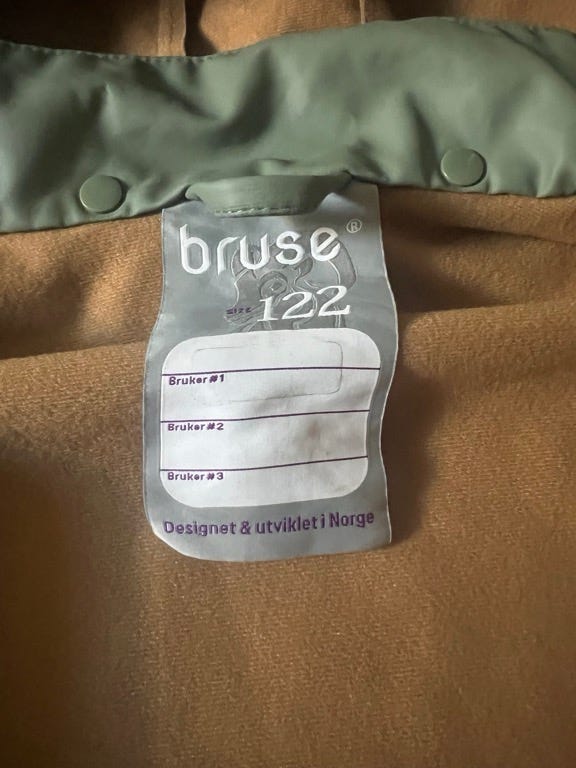 bruse®
SIZE 122
Bruker #1
Bruker #2
Bruker #3
Designet & utviklet i Norge